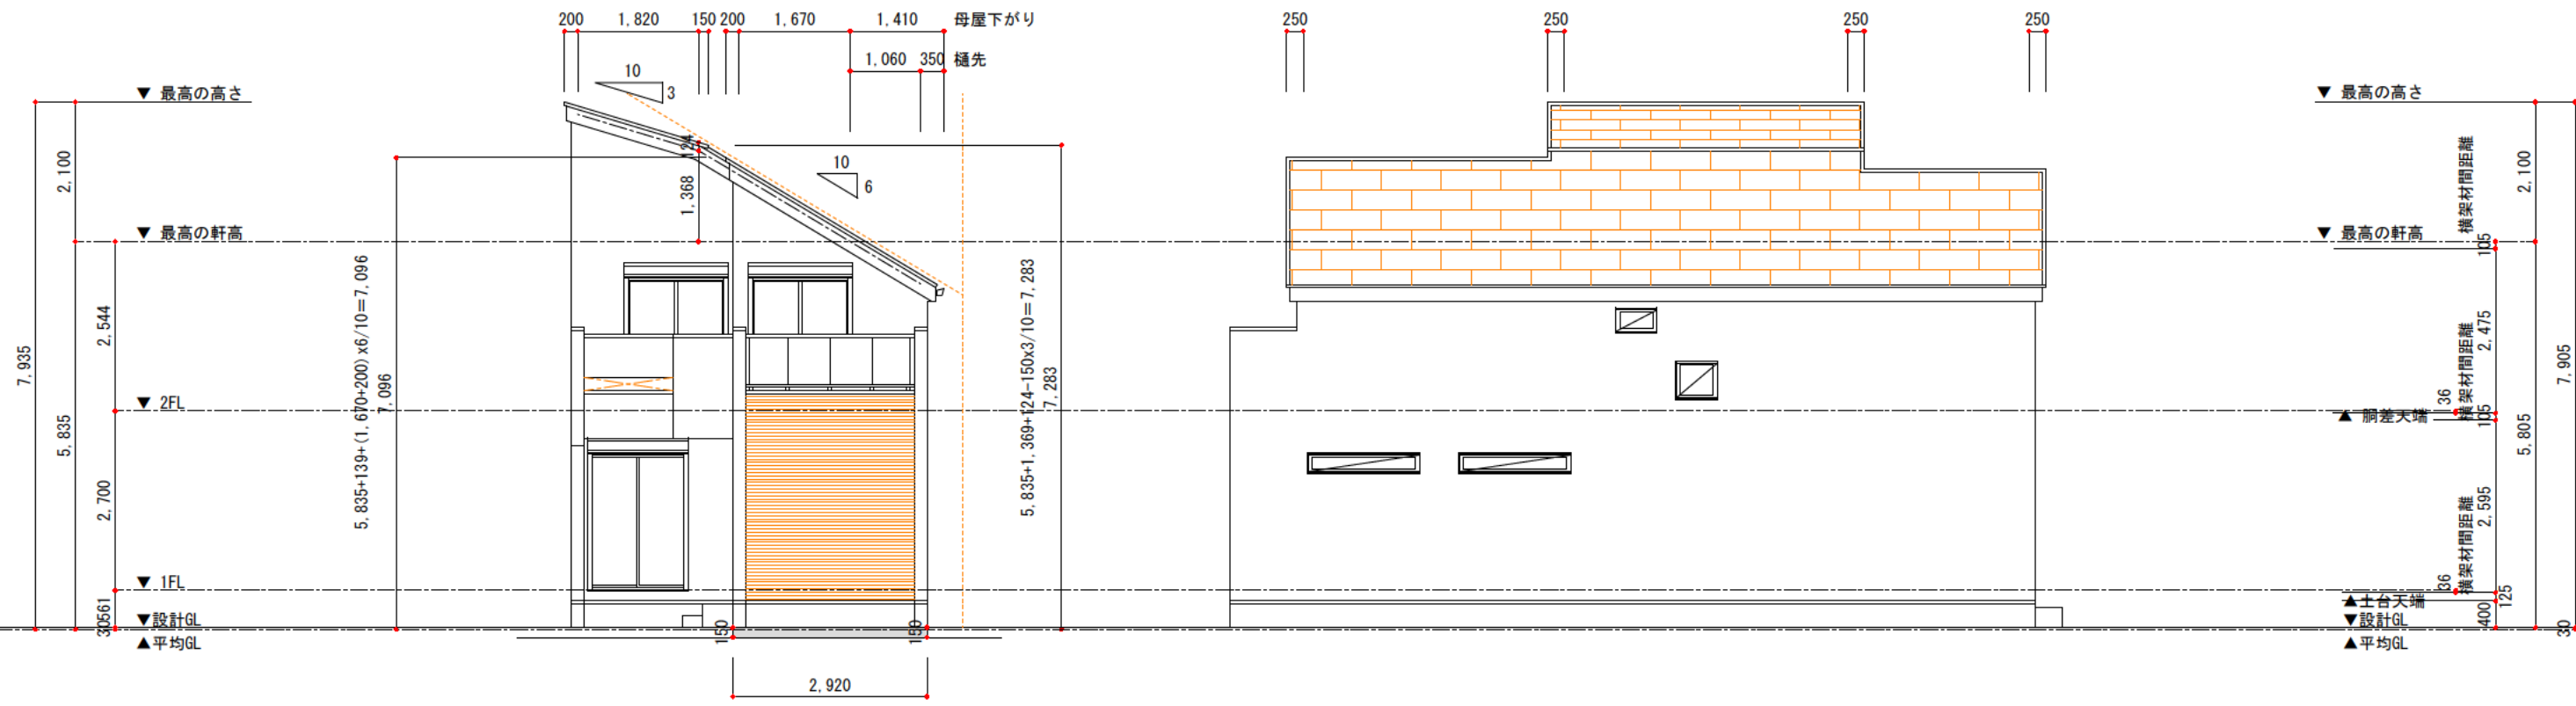 200 1,820 150 200 1,670 1,410 母屋下がり
1,060 350 樋先
10
3
▼ 最高の高さ
124
10
6
2,100
1,368
▼ 最高の軒高
5,835+139+(1,670+200)x6/10=7,096
7,096
5,835+1,369+124-150x3/10=7,283
7,283
2,544
7,935
▼ 2FL
5,835
2,700
▼ 1FL
561
30
▼設計GL
▲平均GL
150
150
2,920
250 250 250 250
▼ 最高の高さ
横架材間距離
2,100
▼ 最高の軒高
105
横架材間距離
2,475
7,905
36
▲ 胴差天端
105
5,805
横架材間距離
2,595
36
125
▲土台天端
▼設計GL
400
30
▲平均GL